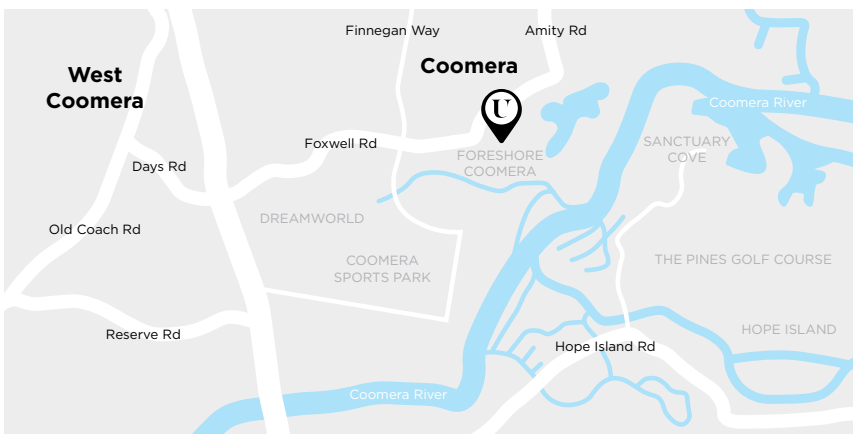 Finnegan Way
Amity Rd
West
Coomera
Coomera
U
Coomera River
Foxwell Rd
FORESHORE
COOMERA
SANCTUARY
COVE
Days Rd
DREAMWORLD
Old Coach Rd
COOMERA
SPORTS PARK
THE PINES GOLF COURSE
Reserve Rd
HOPE ISLAND
Hope Island Rd
Coomera River